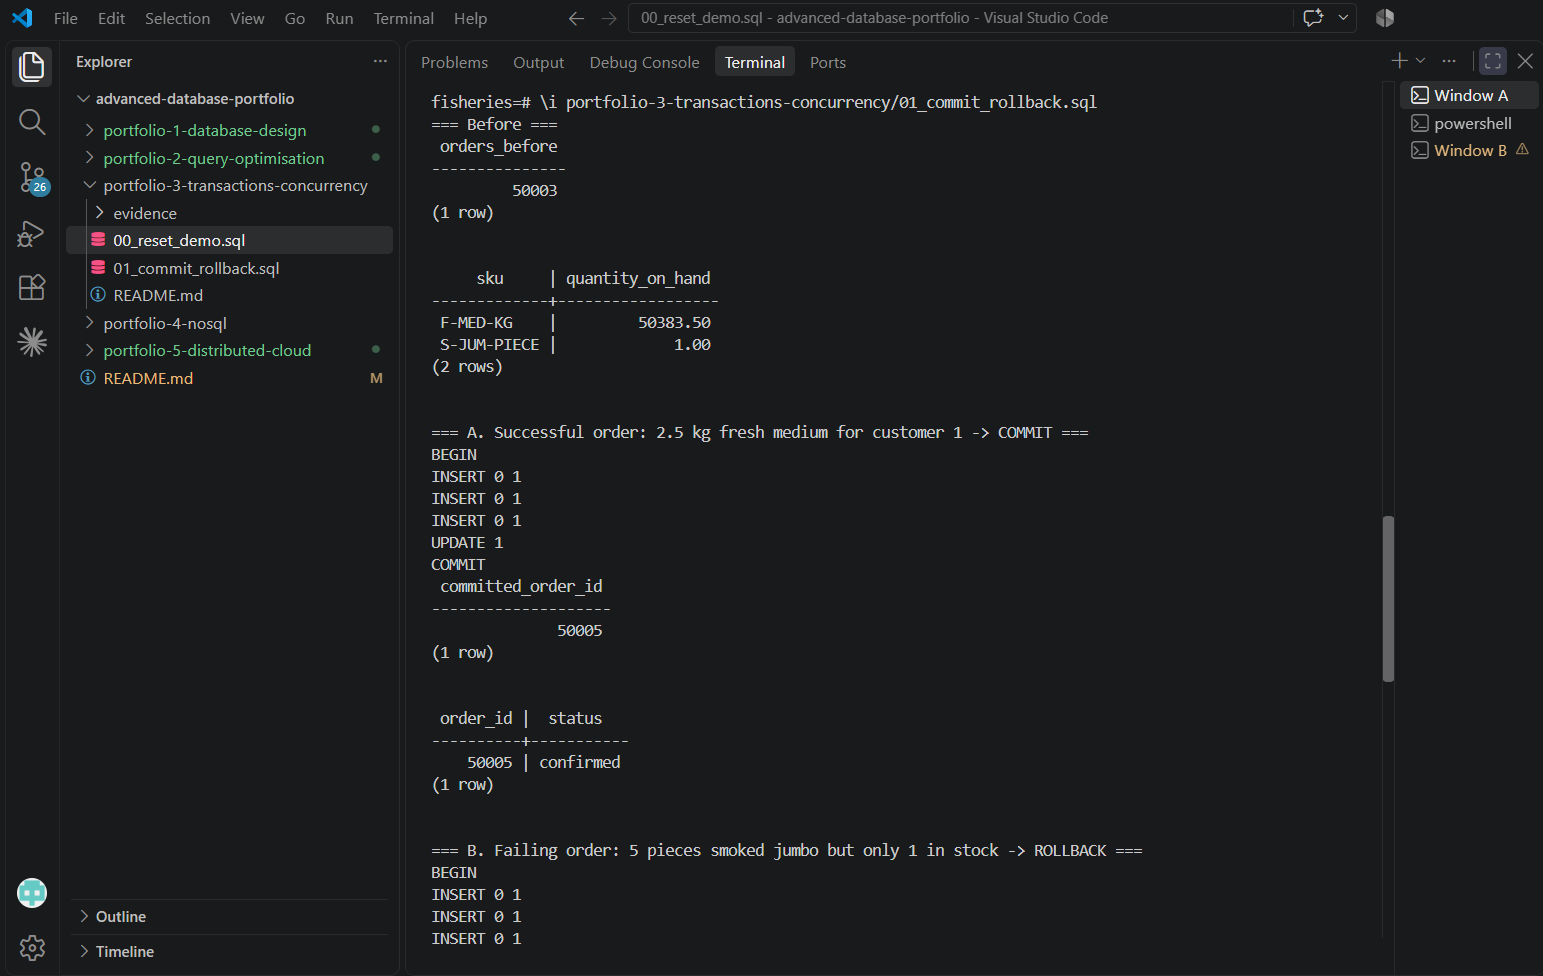 File Edit Selection View Go Run Terminal Help
00_reset_demo.sql - advanced-database-portfolio - Visual Studio Code
Explorer
advanced-database-portfolio
portfolio-1-database-design
portfolio-2-query-optimisation
portfolio-3-transactions-concurrency
26
evidence
00_reset_demo.sql
01_commit_rollback.sql
README.md
portfolio-4-nosql
portfolio-5-distributed-cloud
README.md M
Outline
Timeline
Problems Output Debug Console Terminal Ports
fisheries=# \i portfolio-3-transactions-concurrency/01_commit_rollback.sql
=== Before ===
orders_before
---------------
50003
(1 row)
sku | quantity_on_hand
-------------+------------------
F-MED-KG | 50383.50
S-JUM-PIECE | 1.00
(2 rows)
=== A. Successful order: 2.5 kg fresh medium for customer 1 -> COMMIT ===
BEGIN
INSERT 0 1
INSERT 0 1
INSERT 0 1
UPDATE 1
COMMIT
committed_order_id
--------------------
50005
(1 row)
order_id | status
----------+-----------
50005 | confirmed
(1 row)
=== B. Failing order: 5 pieces smoked jumbo but only 1 in stock -> ROLLBACK ===
BEGIN
INSERT 0 1
INSERT 0 1
INSERT 0 1
Window A
powershell
Window B